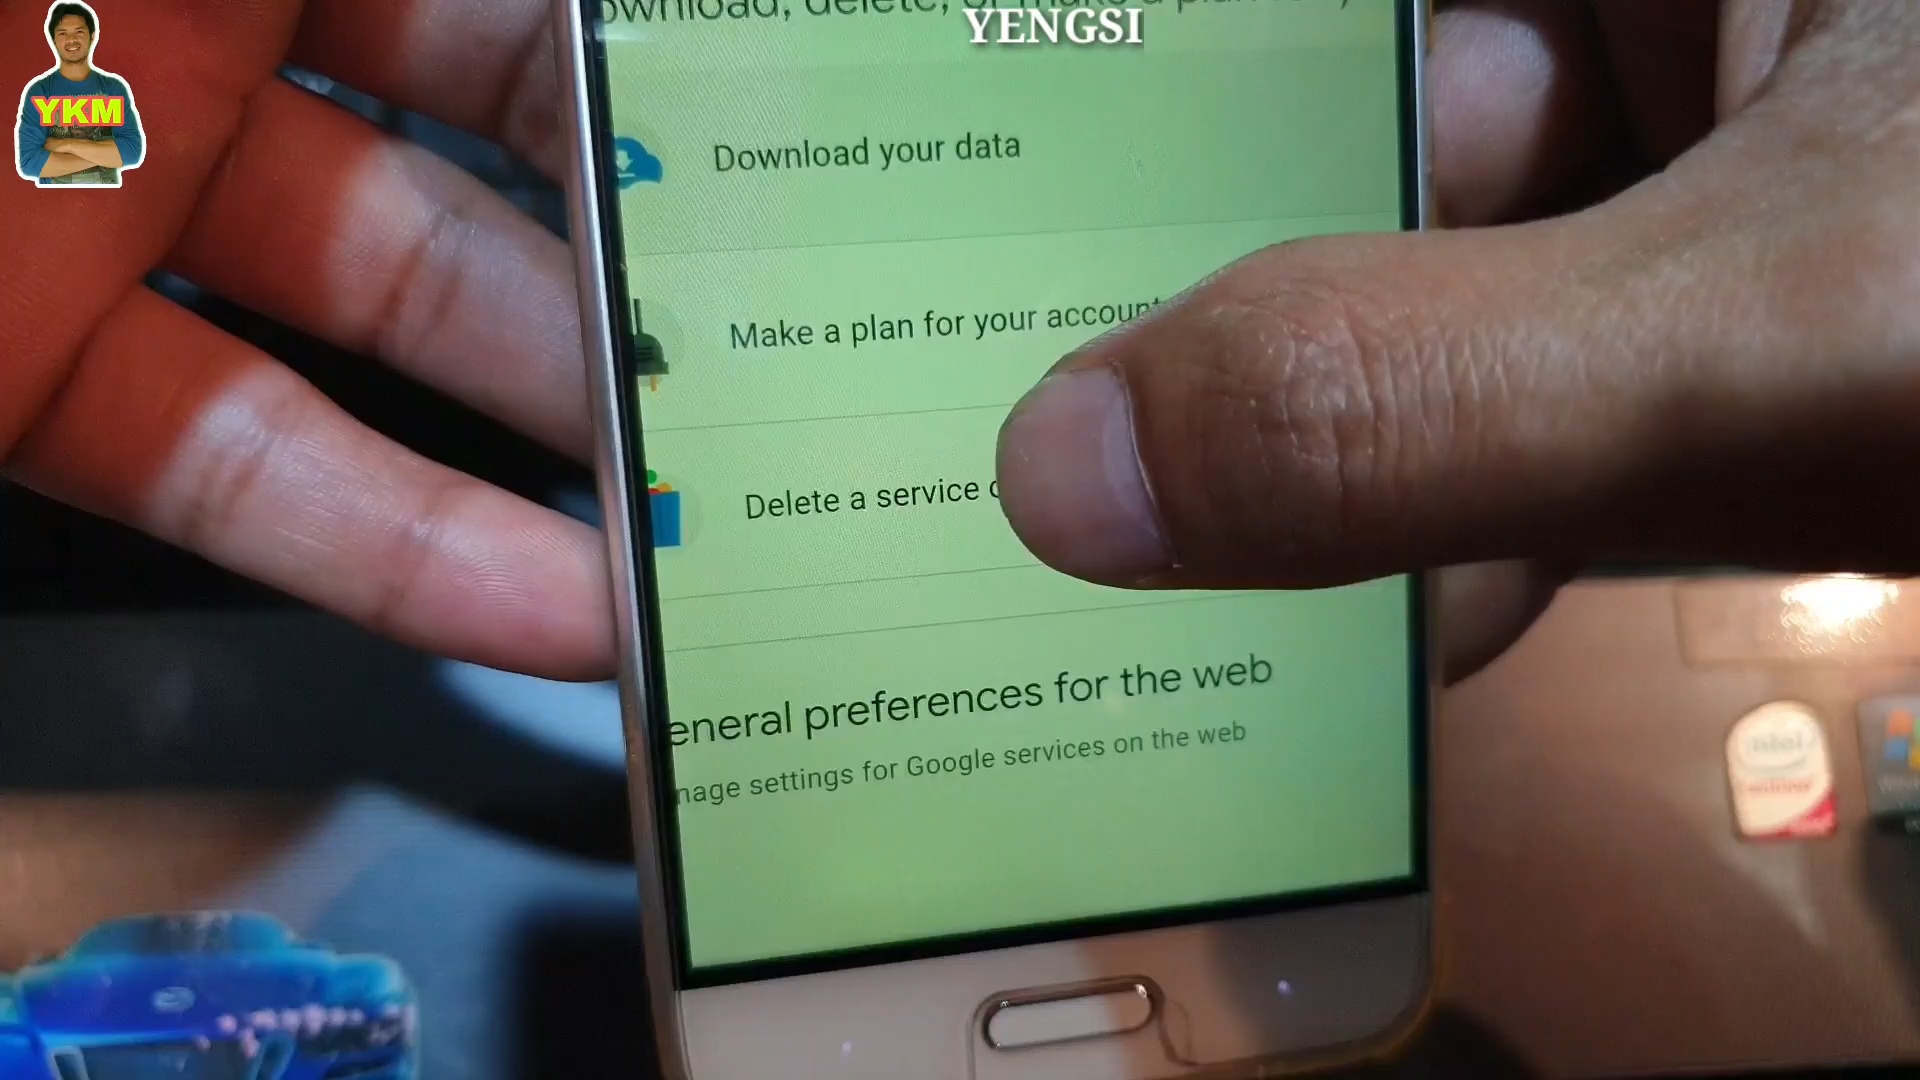 YENGSI
YKM
Download your data
Make a plan for your account
Delete a service
eneral preferences for the web
nage settings for Google services on the web